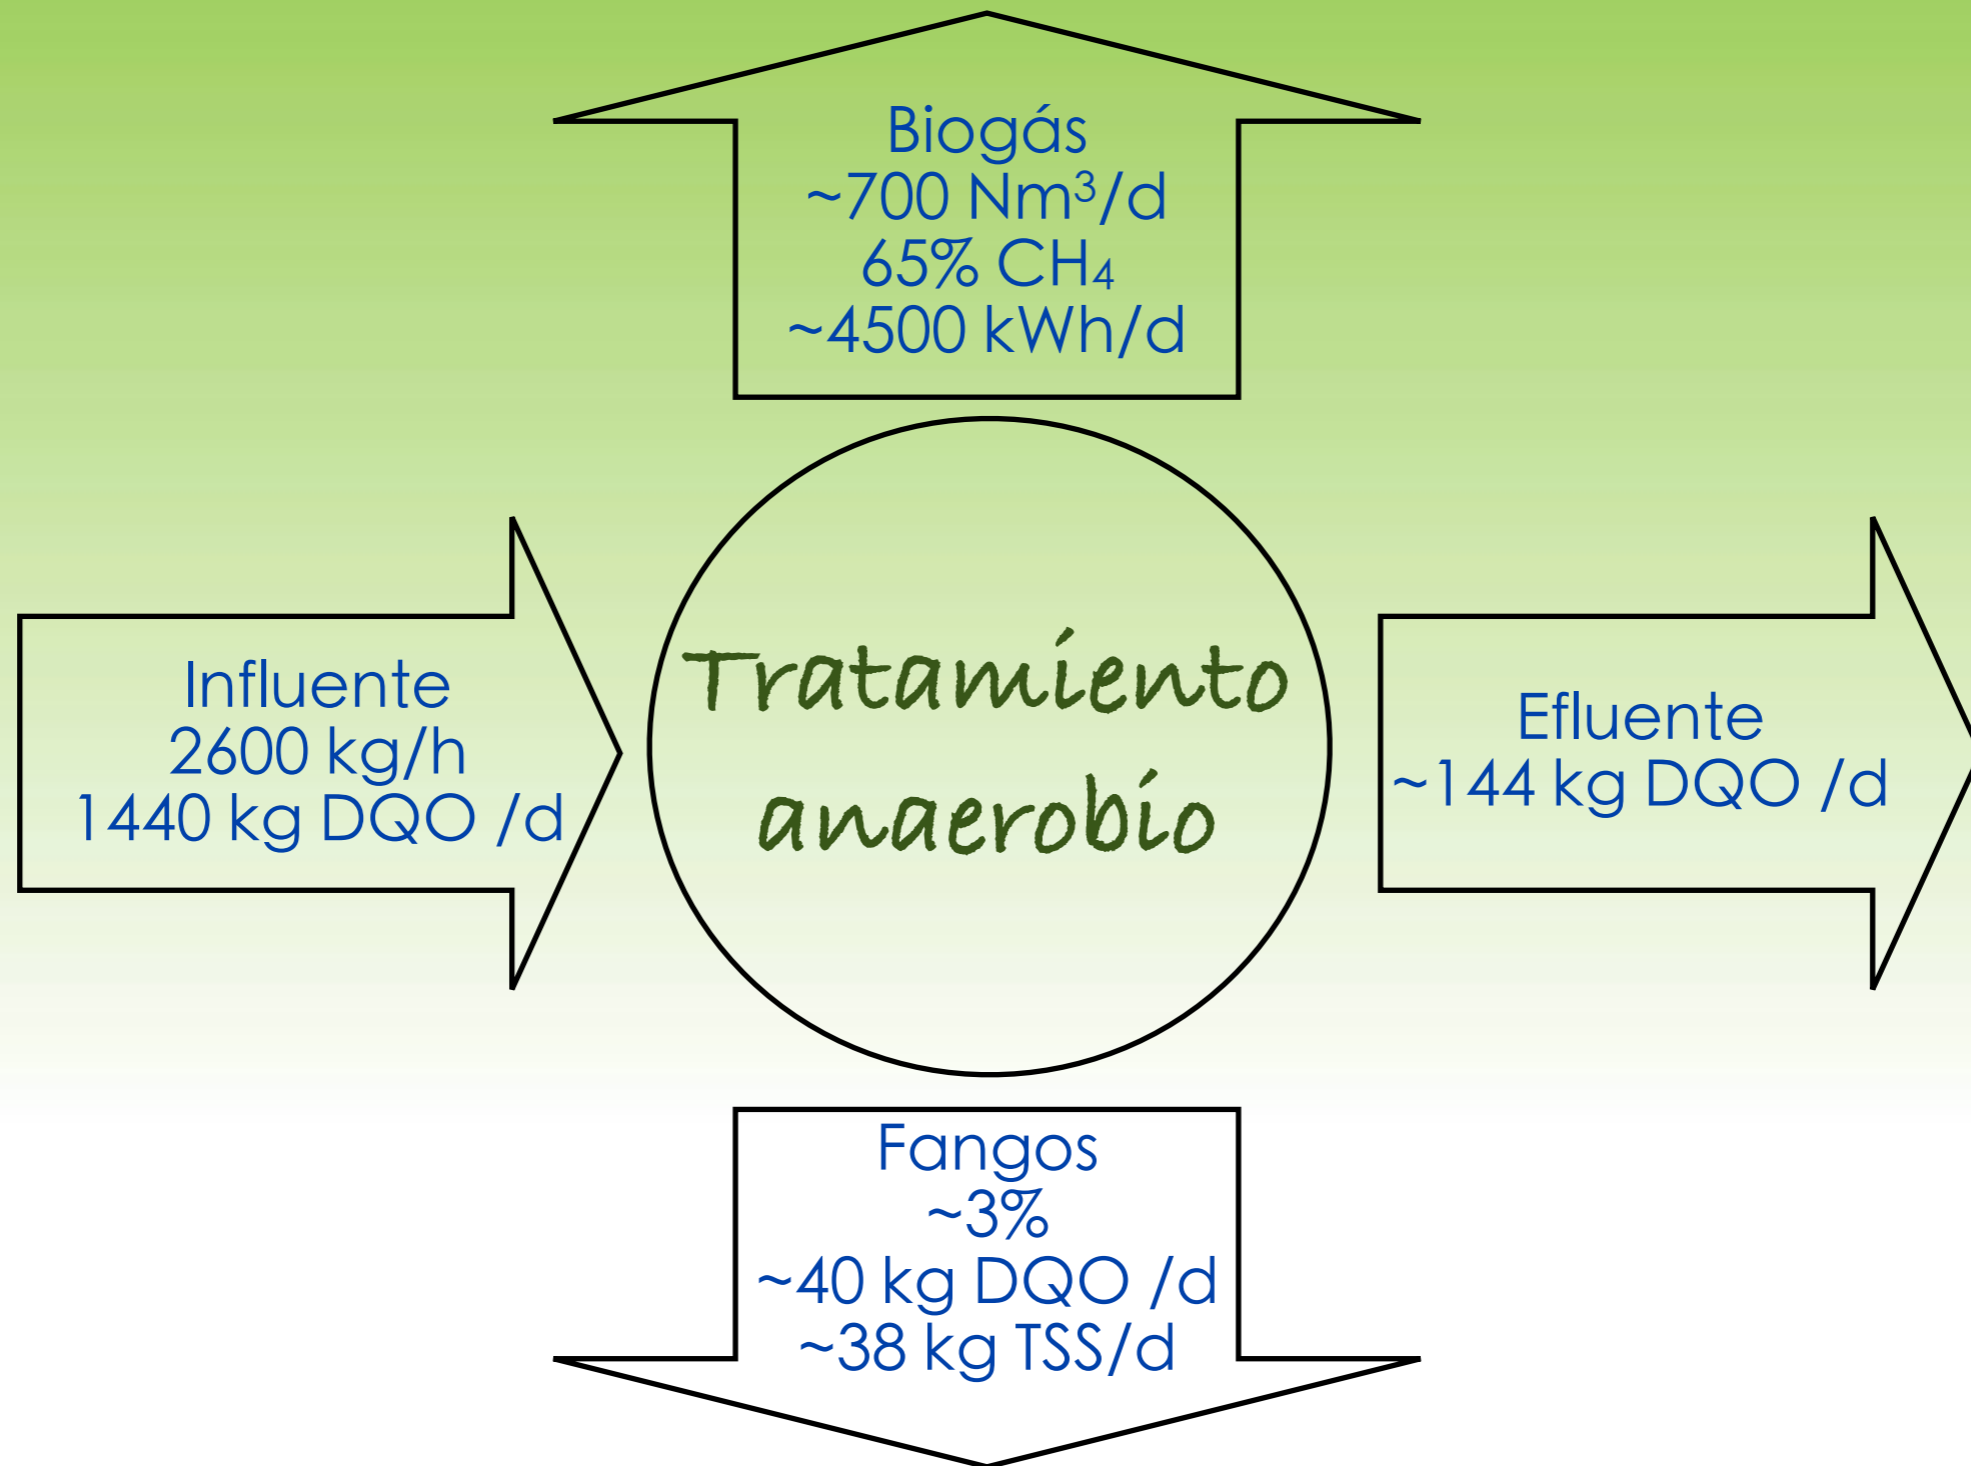 Biogás
~700 Nm³/d
65% CH₄
~4500 kWh/d
Influente
2600 kg/h
1440 kg DQO /d
Tratamiento
anaerobio
Efluente
~144 kg DQO /d
Fangos
~3%
~40 kg DQO /d
~38 kg TSS/d